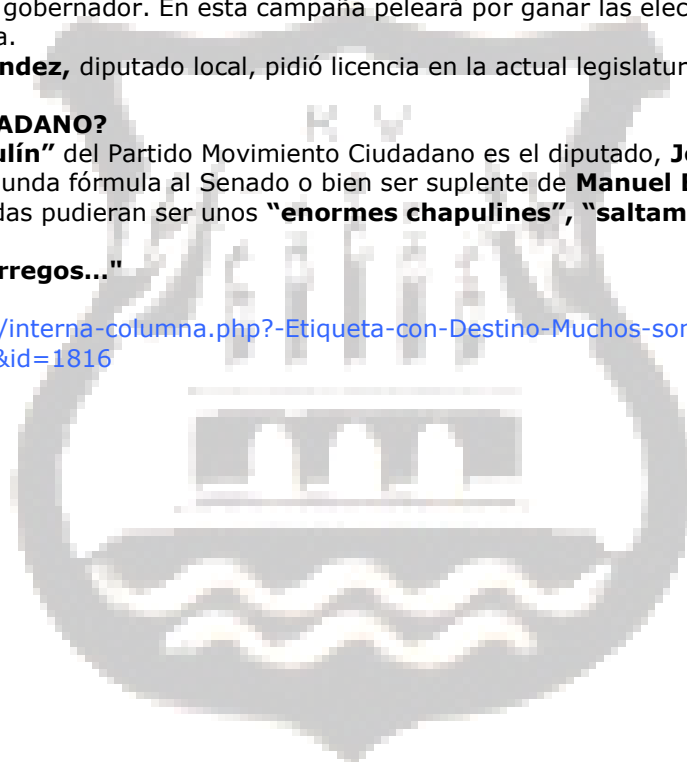 gobernador. En esta campaña peleará por ganar las elec
a.
ndez, diputado local, pidió licencia en la actual legislatur
ADANO?
ulín” del Partido Movimiento Ciudadano es el diputado, J
unda fórmula al Senado o bien ser suplente de Manuel
das pudieran ser unos “enormes chapulines”, “saltam
rregos..."
/interna-columna.php?-Etiqueta-con-Destino-Muchos-sor
&id=1816
K V